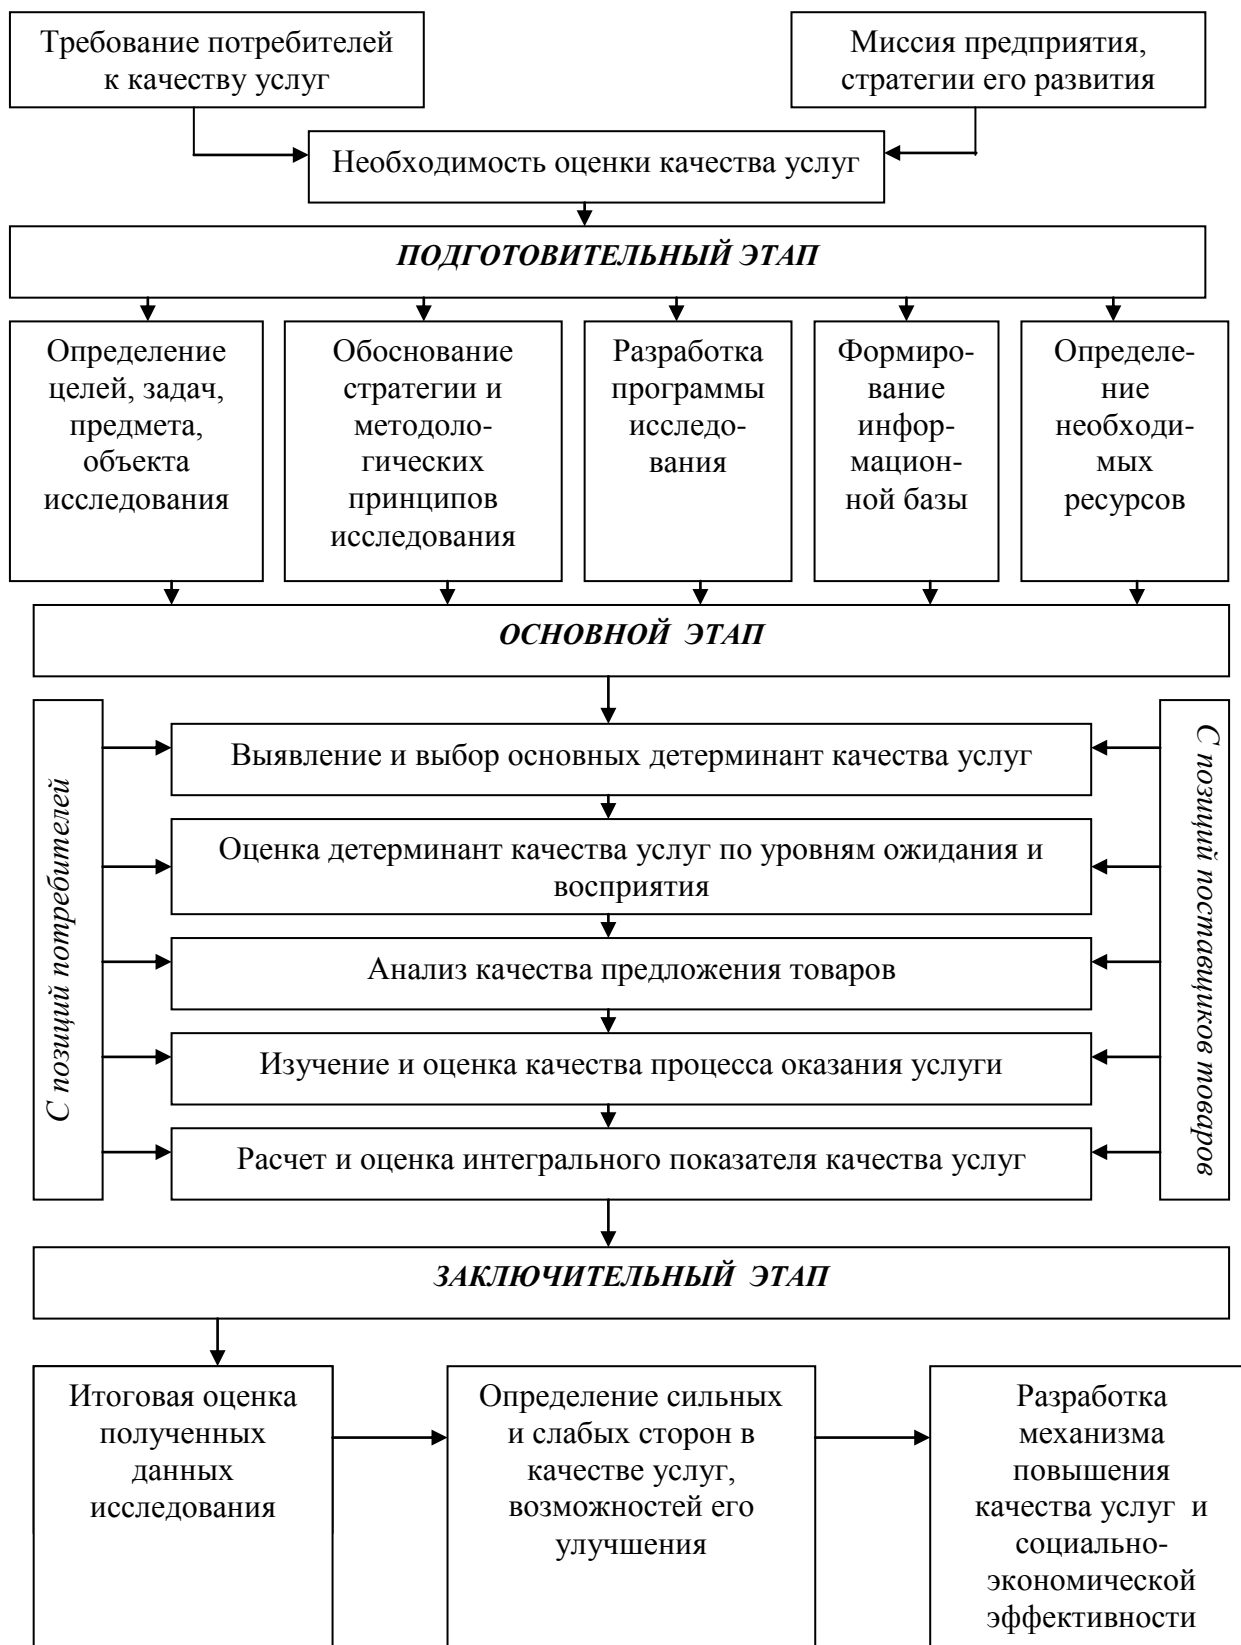 Требование потребителей
к качеству услуг
Миссия предприятия,
стратегии его развития
Необходимость оценки качества услуг
ПОДГОТОВИТЕЛЬНЫЙ ЭТАП
Определение
целей, задач,
предмета,
объекта
исследования
Обоснование
стратегии и
методоло-
гических
принципов
исследования
Разработка
программы
исследо-
вания
Формиро-
вание
инфор-
мацион-
ной базы
Определе-
ние
необходи-
мых
ресурсов
ОСНОВНОЙ ЭТАП
С позиций потребителей
Выявление и выбор основных детерминант качества услуг
Оценка детерминант качества услуг по уровням ожидания и
восприятия
Анализ качества предложения товаров
Изучение и оценка качества процесса оказания услуги
Расчет и оценка интегрального показателя качества услуг
С позиций поставщиков товаров
ЗАКЛЮЧИТЕЛЬНЫЙ ЭТАП
Итоговая оценка
полученных
данных
исследования
Определение сильных
и слабых сторон в
качестве услуг,
возможностей его
улучшения
Разработка
механизма
повышения
качества услуг и
социально-
экономической
эффективности